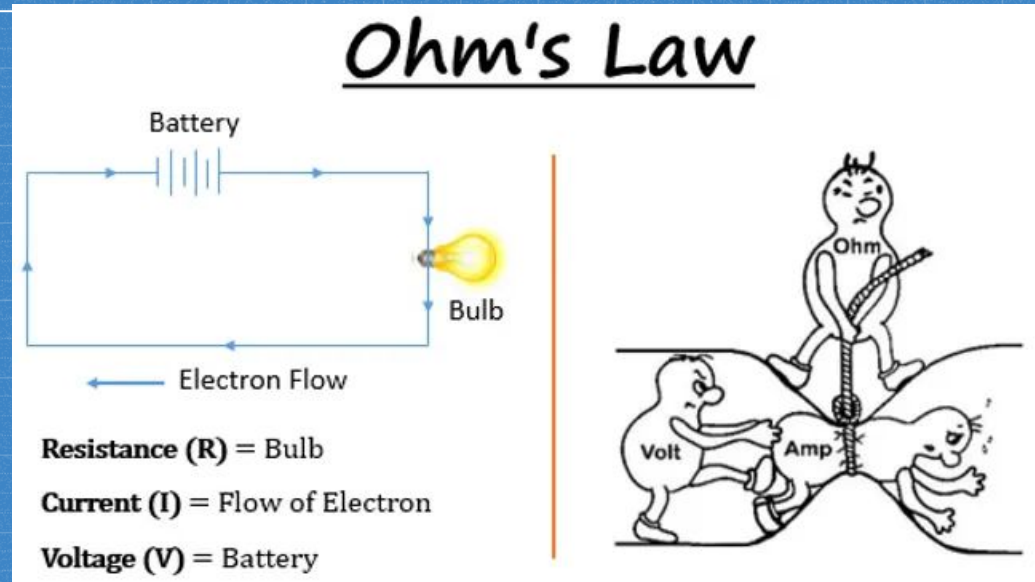 Ohm's Law
Battery
Bulb
Electron Flow
Resistance (R) = Bulb
Current (I) = Flow of Electron
Voltage (V) = Battery
Ohm
Volt
Amp